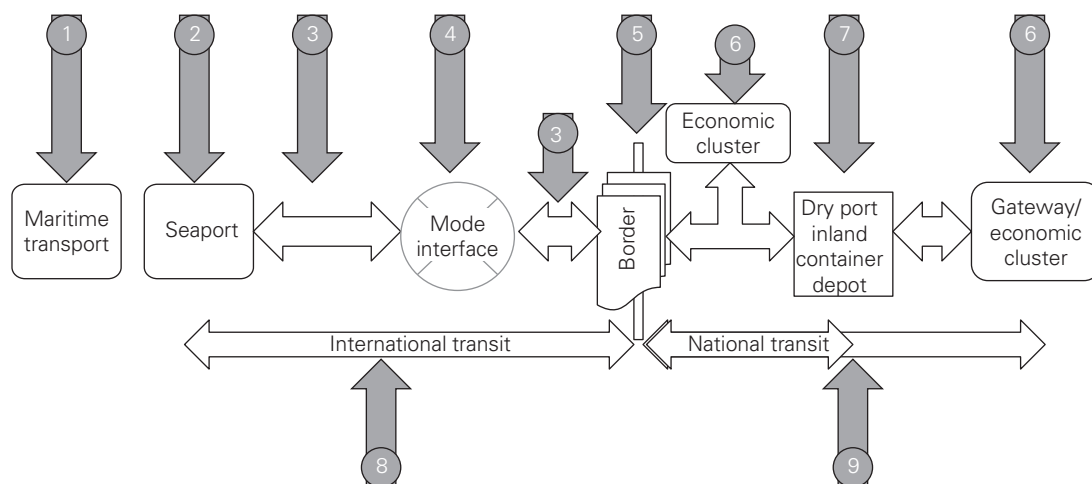 1
2
3
4
5
6
7
6
3
Economic
cluster
Maritime
transport
Seaport
Mode
interface
Border
Dry port
inland
container
depot
Gateway/
economic
cluster
International transit
National transit
8
9